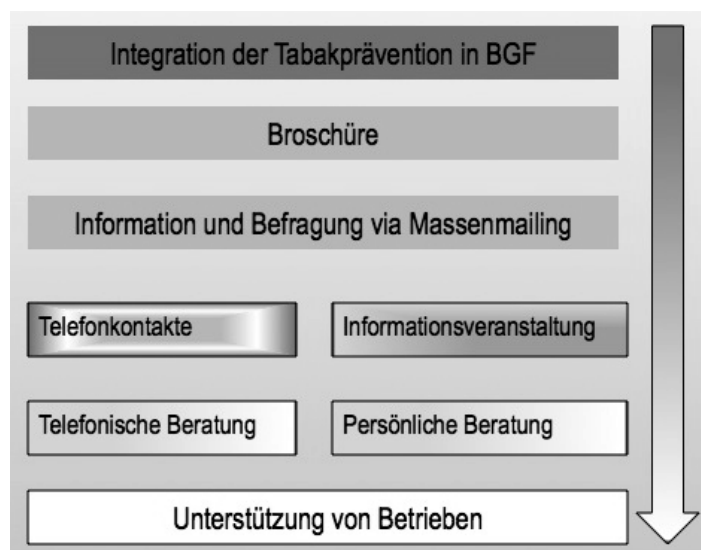 Integration der Tabakprävention in BGF
Broschüre
Information und Befragung via Massenmailing
Telefonkontakte
Informationsveranstaltung
Telefonische Beratung
Persönliche Beratung
Unterstützung von Betrieben